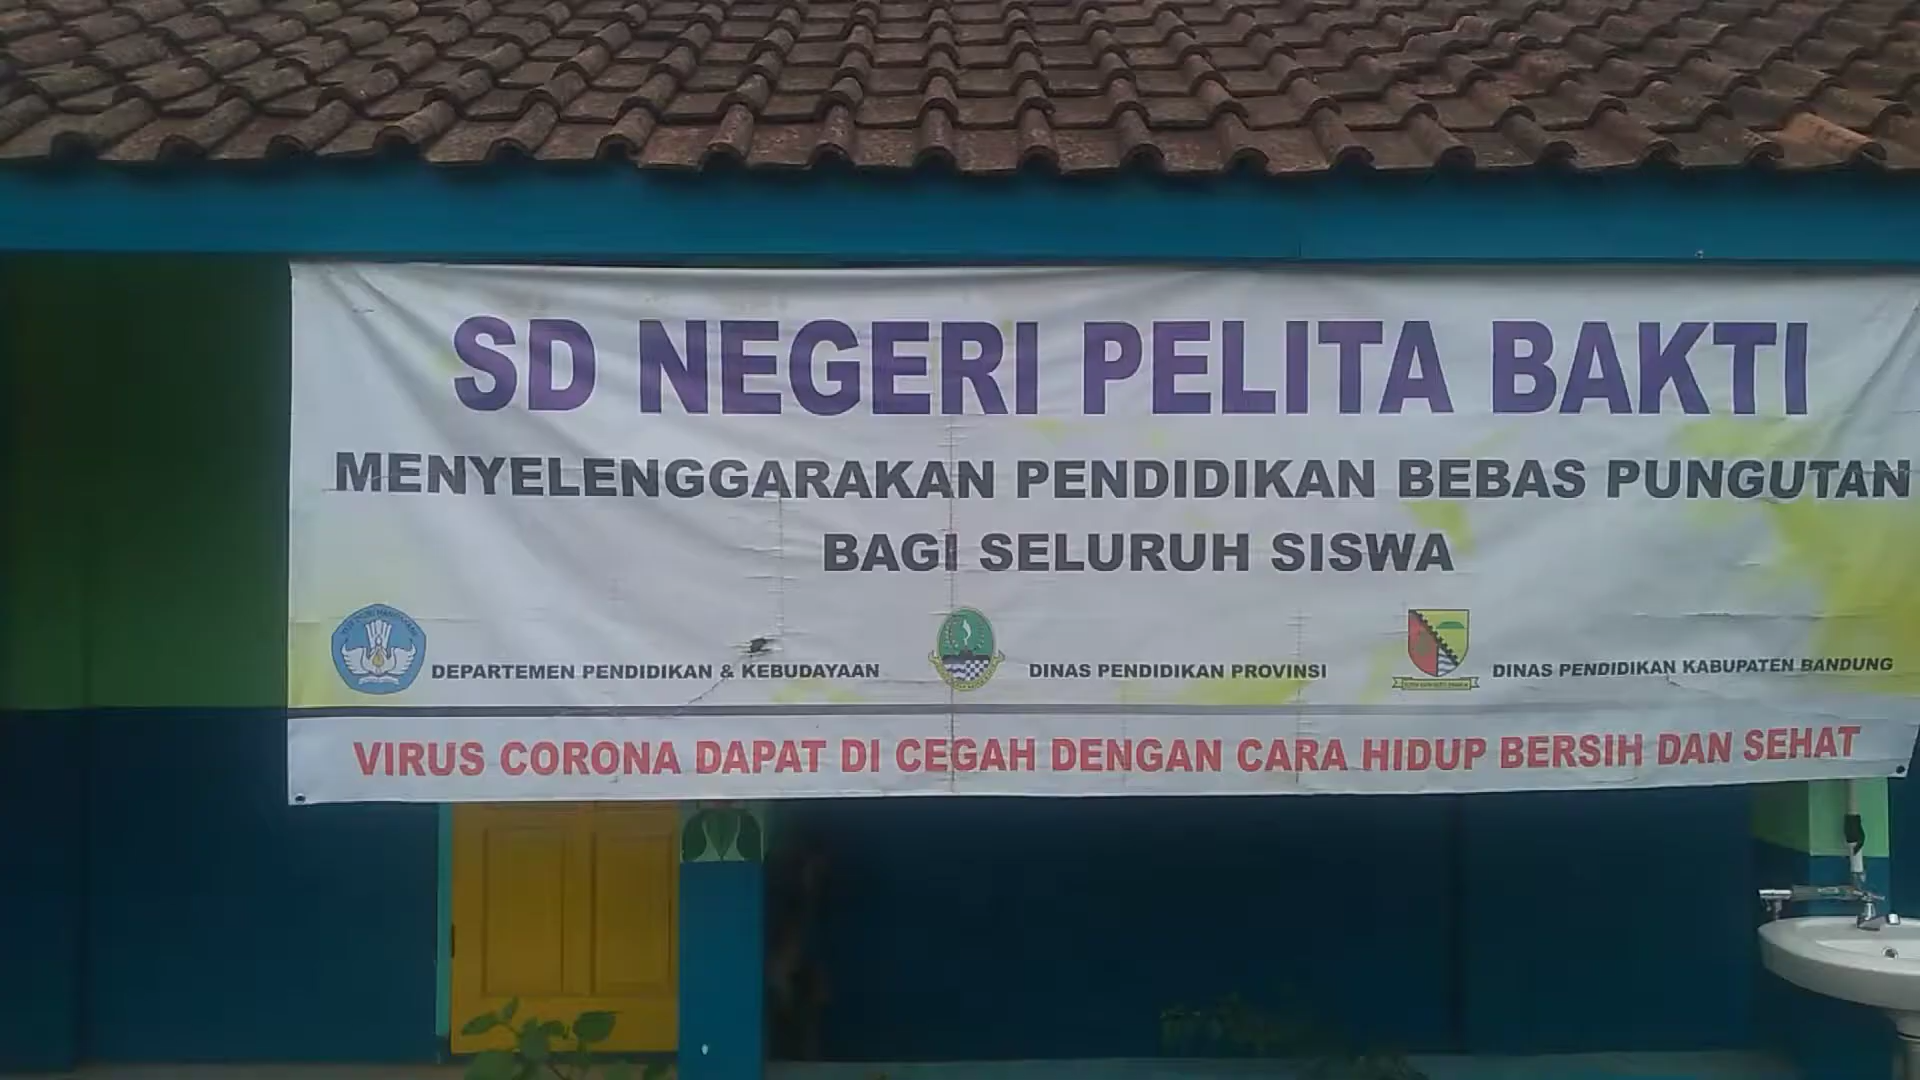 SD NEGERI PELITA BAKTI
MENYELENGGARAKAN PENDIDIKAN BEBAS PUNGUTAN
BAGI SELURUH SISWA
DEPARTEMEN PENDIDIKAN & KEBUDAYAAN
DINAS PENDIDIKAN PROVINSI
DINAS PENDIDIKAN KABUPATEN BANDUNG
VIRUS CORONA DAPAT DI CEGAH DENGAN CARA HIDUP BERSIH DAN SEHAT